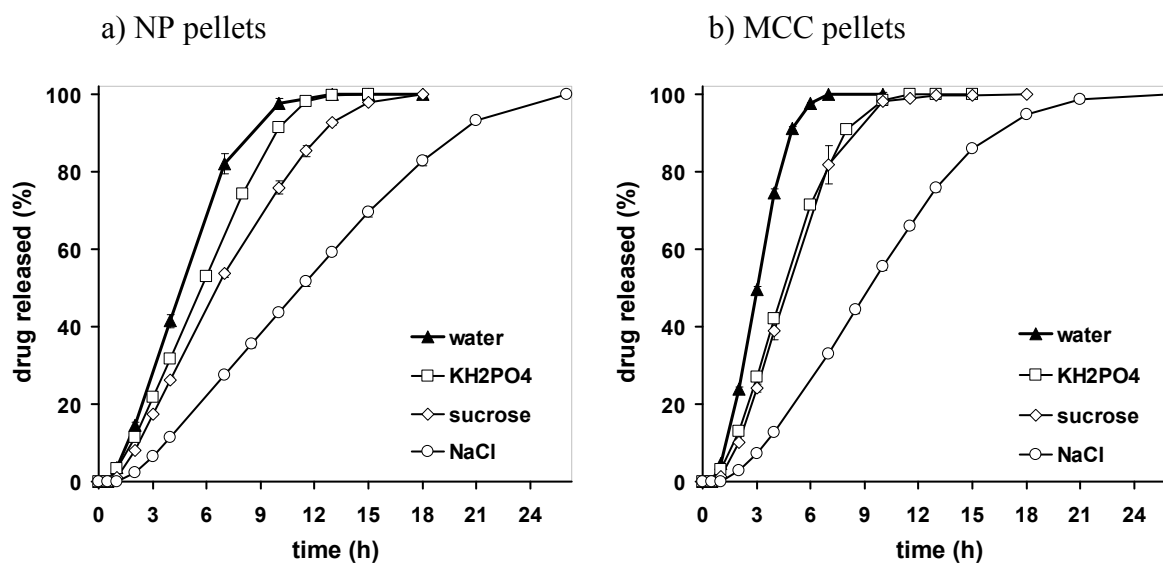 a) NP pellets
100
80
60
40
20
0
drug released (%)
0 3 6 9 12 15 18 21 24
time (h)
water
KH2PO4
sucrose
NaCl
b) MCC pellets
100
80
60
40
20
0
drug released (%)
0 3 6 9 12 15 18 21 24
time (h)
water
KH2PO4
sucrose
NaCl